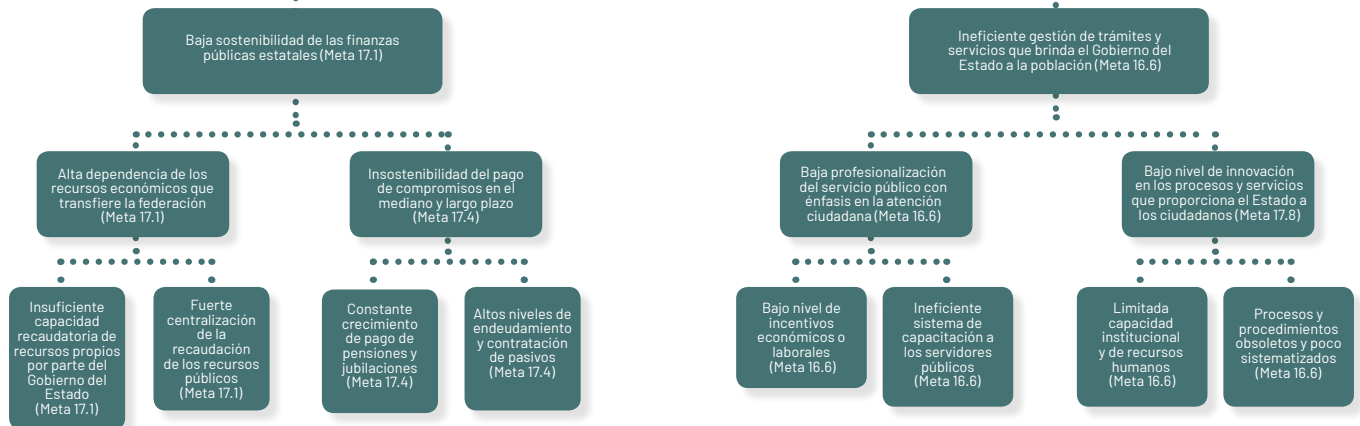 Baja sostenibilidad de las finanzas
públicas estatales (Meta 17.1)
Ineficiente gestión de trámites y
servicios que brinda el Gobierno del
Estado a la población (Meta 16.6)
Alta dependencia de los
recursos económicos que
transfiere la federación
(Meta 17.1)
Insostenibilidad del pago
de compromisos en el
mediano y largo plazo
(Meta 17.4)
Baja profesionalización
del servicio público con
énfasis en la atención
ciudadana (Meta 16.6)
Bajo nivel de innovación
en los procesos y servicios
que proporciona el Estado a
los ciudadanos (Meta 17.8)
Insuficiente
capacidad
recaudatoria de
recursos propios
por parte del
Gobierno del
Estado
(Meta 17.1)
Fuerte
centralización
de la
recaudación
de los recursos
públicos
(Meta 17.1)
Constante
crecimiento
de pago de
pensiones y
jubilaciones
(Meta 17.4)
Altos niveles de
endeudamiento
y contratación
de pasivos
(Meta 17.4)
Bajo nivel de
incentivos
económicos o
laborales
(Meta 16.6)
Ineficiente
sistema de
capacitación a
los servidores
públicos
(Meta 16.6)
Limitada
capacidad
institucional
y de recursos
humanos
(Meta 16.6)
Procesos y
procedimientos
obsoletos y poco
sistematizados
(Meta 16.6)